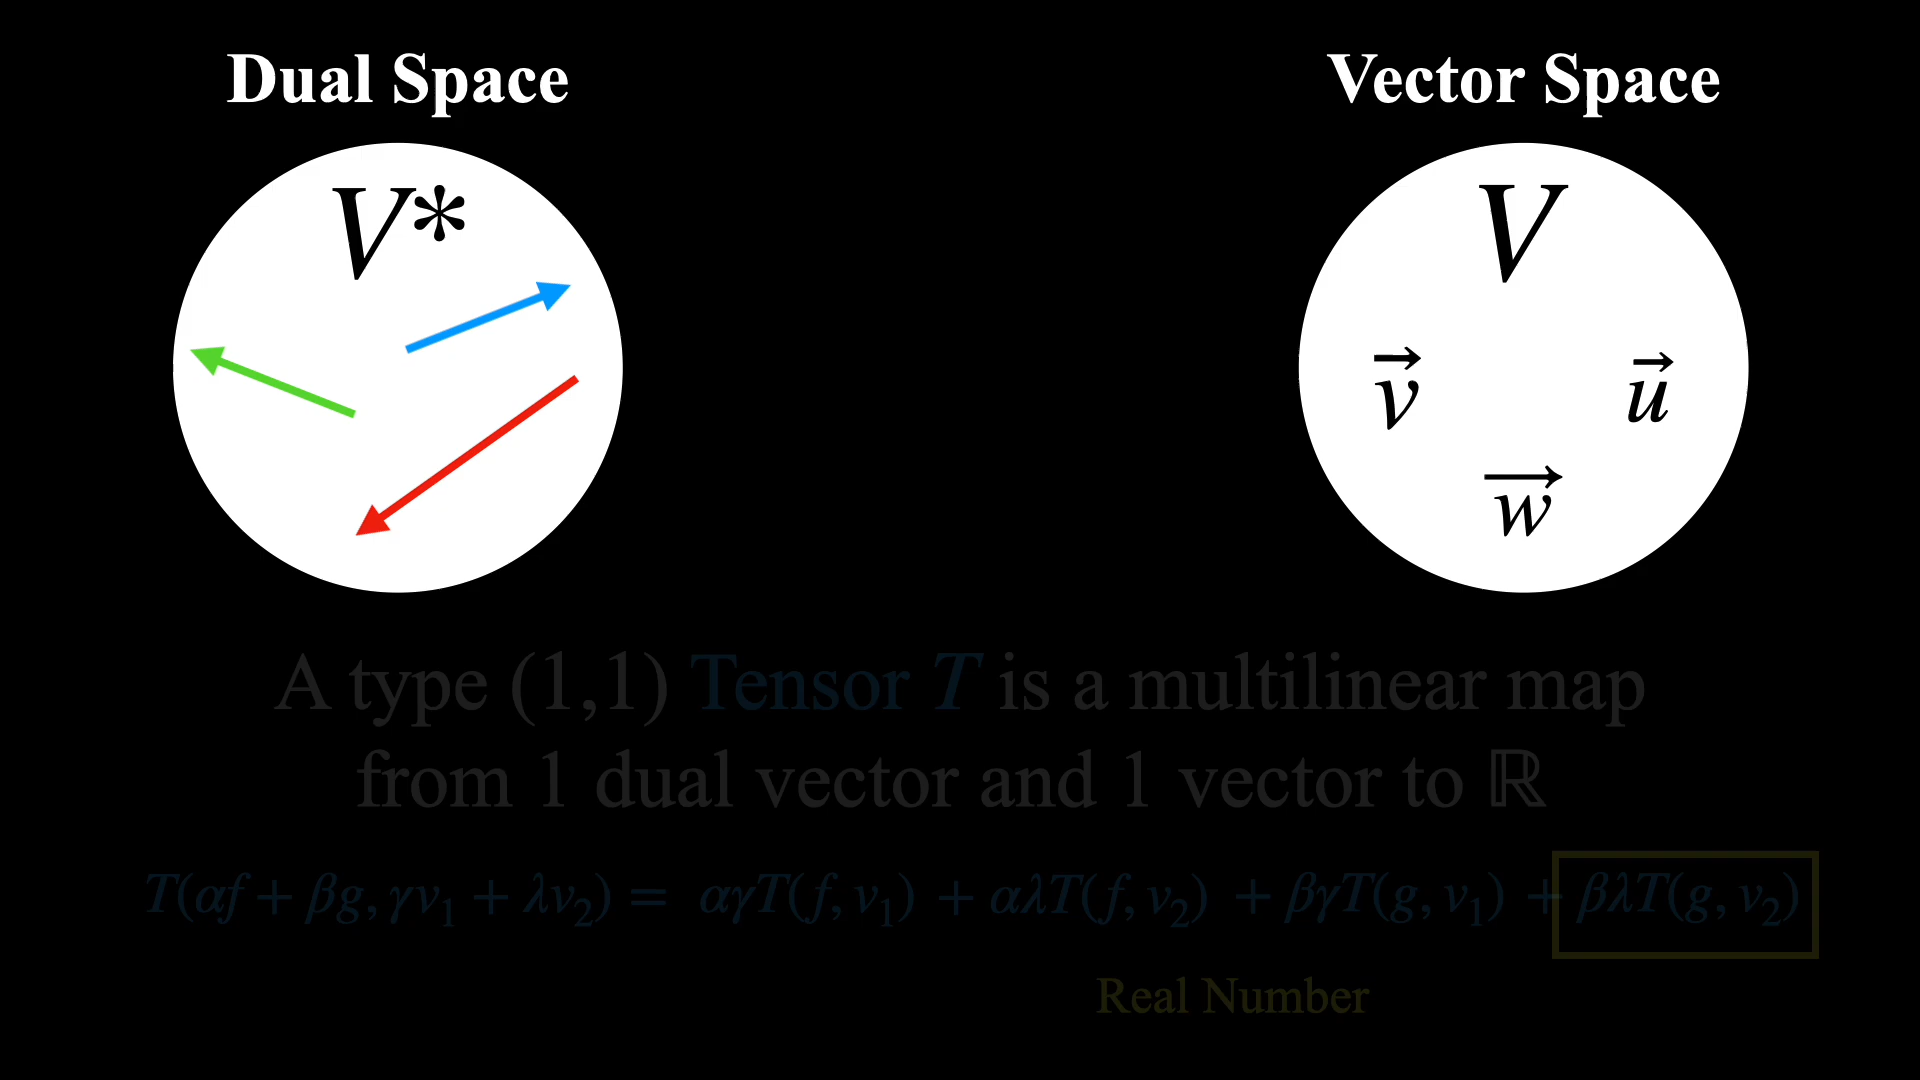 Dual Space
Vector Space
V*
V
v⃗
u⃗
w⃗
A type (1,1) Tensor T is a multilinear map
from 1 dual vector and 1 vector to ℝ
T(αf + βg, γv₁ + λv₂) = αγT(f, v₁) + αλT(f, v₂) + βγT(g, v₁) + βλT(g, v₂)
Real Number